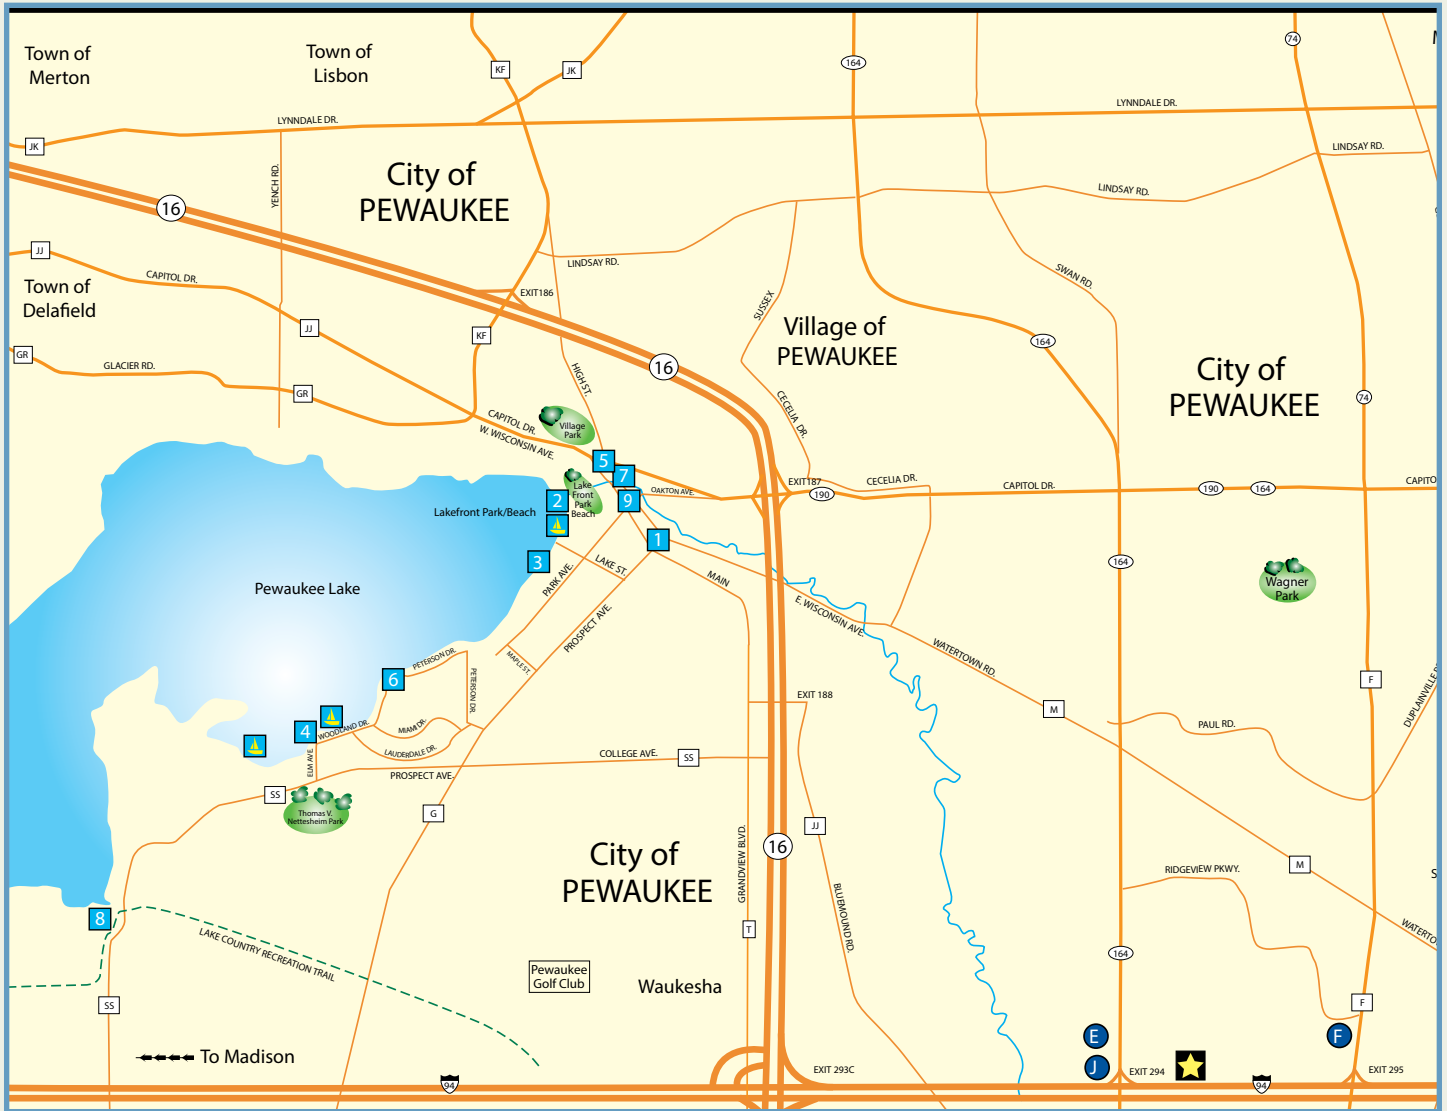 Town of
Merton
Town of
Lisbon
KF
JK
164
74
LYNNDALE DR.
LYNNDALE DR.
JK
LINDSAY RD.
YENCH RD.
City of
PEWAUKEE
LINDSAY RD.
16
JJ
LINDSAY RD.
CAPITOL DR.
SWAN RD.
Town of
Delafield
EXIT186
SUSSEX
JJ
KF
Village of
PEWAUKEE
164
GR
GLACIER RD.
16
HIGH ST.
City of
PEWAUKEE
GR
74
CECELIA DR.
CAPITOL DR.
W. WISCONSIN AVE.
Village
Park
5
7
EXIT187
190
CECELIA DR.
CAPITOL DR.
190
164
CAPITO
Lake
Front
Park
Beach
OAKTON AVE.
2
9
Lakefront Park/Beach
1
3
LAKE ST.
PARK AVE.
MAIN
164
Wagner
Park
Pewaukee Lake
E. WISCONSIN AVE.
PROSPECT AVE.
WATERTOWN RD.
MAPLE ST.
PETERSON DR.
PETERSON DR.
6
F
DUPLAINVILLE R
EXIT 188
M
4
WOODLAND DR.
MIAMI DR.
PAUL RD.
LAUDERDALE DR.
ELM AVE.
COLLEGE AVE.
SS
PROSPECT AVE.
SS
Thomas V.
Nettesheim Park
G
JJ
16
City of
PEWAUKEE
GRANDVIEW BLVD.
M
RIDGEVIEW PKWY.
S
BLUEMOUND RD.
8
T
WATERTO
LAKE COUNTRY RECREATION TRAIL
164
Pewaukee
Golf Club
Waukesha
SS
F
E
F
To Madison
J
EXIT 293C
EXIT 294
EXIT 295
94
94